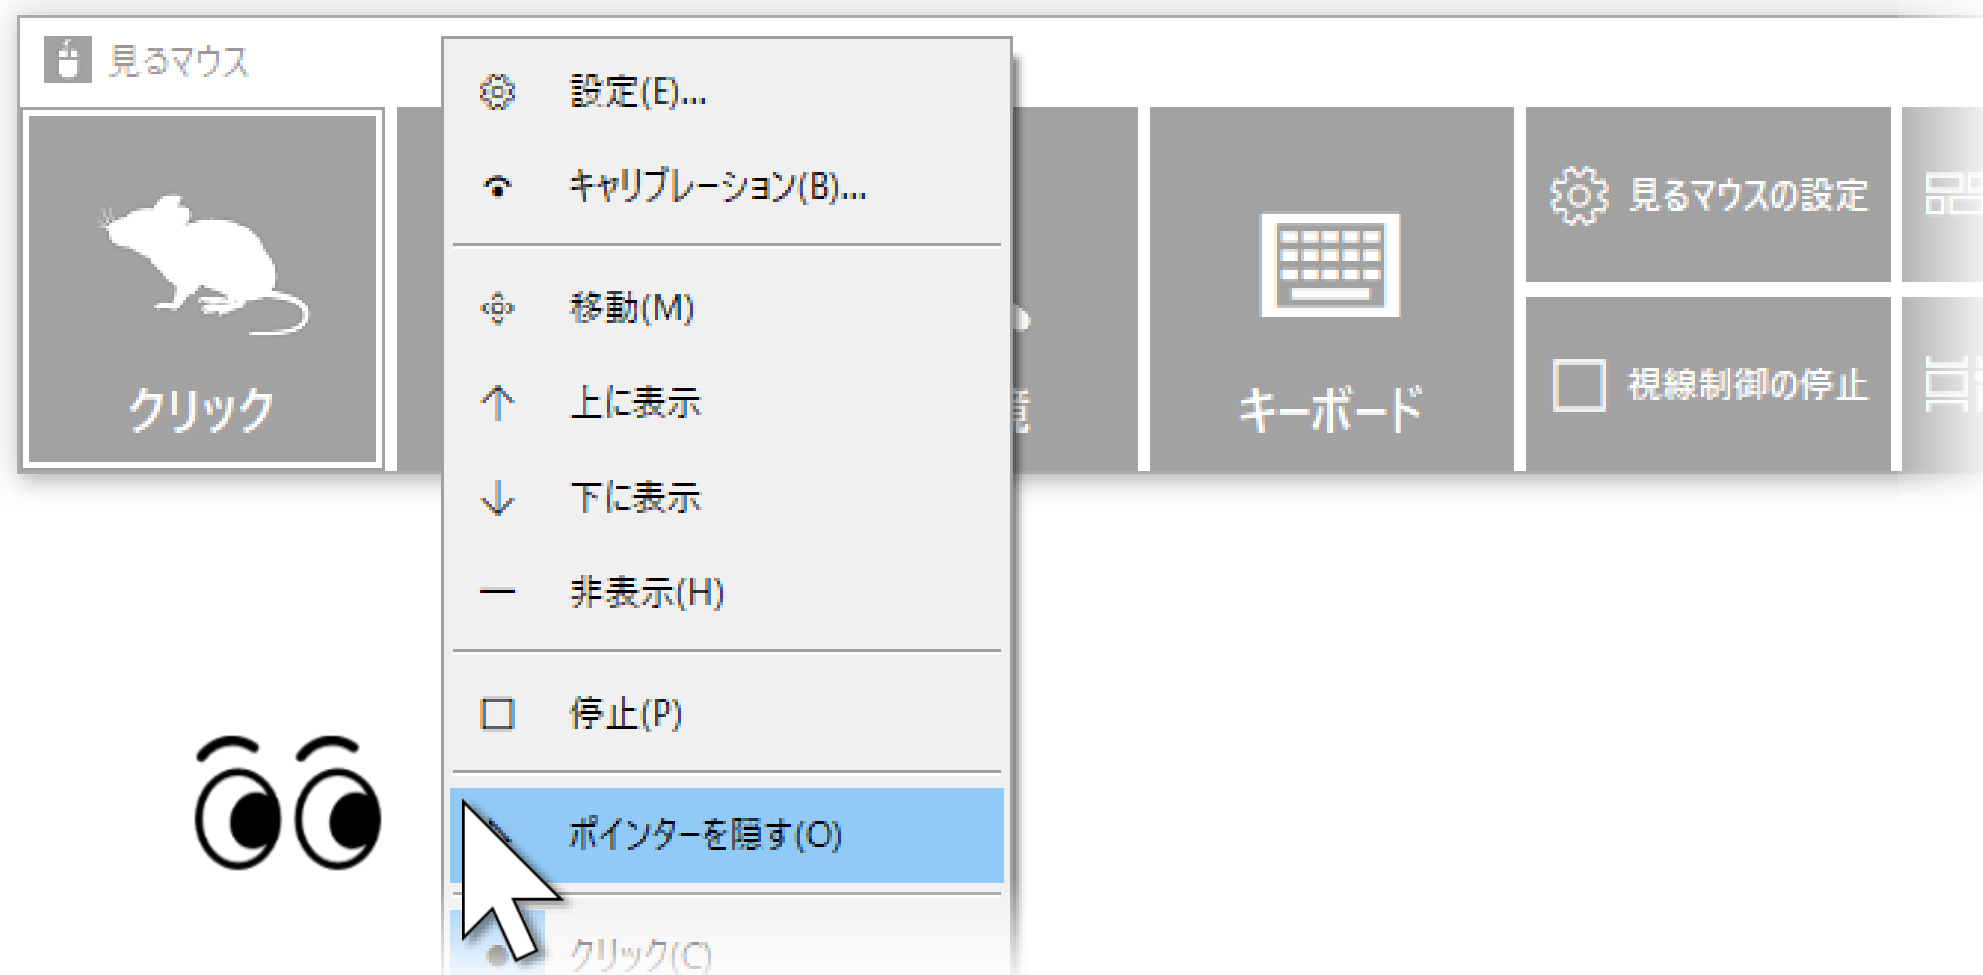 見るマウス
クリック
設定(E)...
キャリブレーション(B)...
移動(M)
上に表示
下に表示
非表示(H)
停止(P)
ポインターを隠す(O)
クリック(C)
キーボード
見るマウスの設定
視線制御の停止